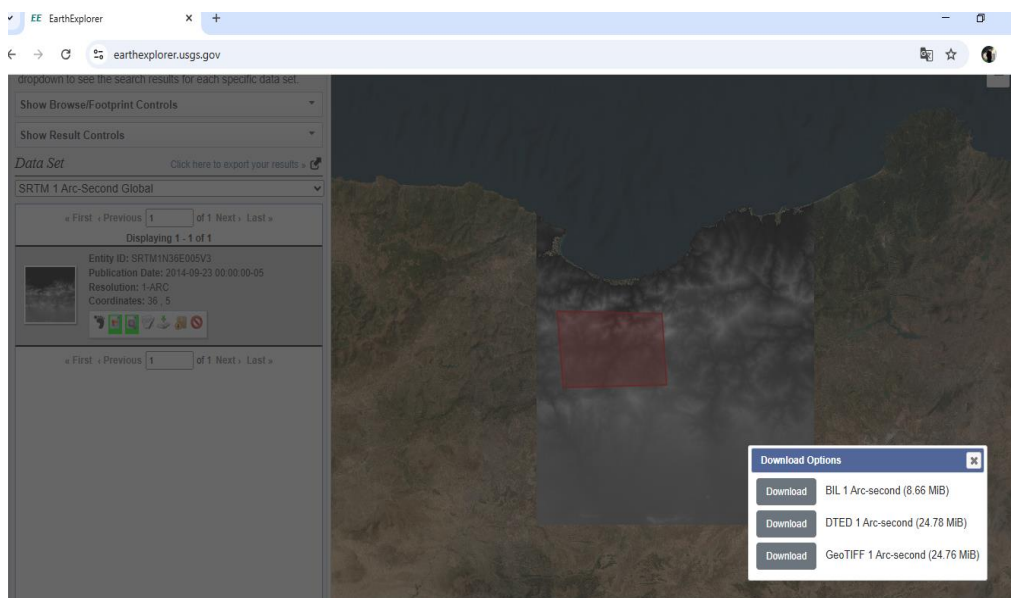 EE EarthExplorer
earthexplorer.usgs.gov
dropdown to see the search results for each specific data set.
Show Browse/Footprint Controls
Show Result Controls
Data Set
Click here to export your results »
SRTM 1 Arc-Second Global
« First ‹ Previous 1 of 1 Next › Last »
Displaying 1 - 1 of 1
Entity ID: SRTM1N36E005V3
Publication Date: 2014-09-23 00:00:00-05
Resolution: 1-ARC
Coordinates: 36 , 5
« First ‹ Previous 1 of 1 Next › Last »
Download Options
Download BIL 1 Arc-second (8.66 MiB)
Download DTED 1 Arc-second (24.78 MiB)
Download GeoTIFF 1 Arc-second (24.76 MiB)